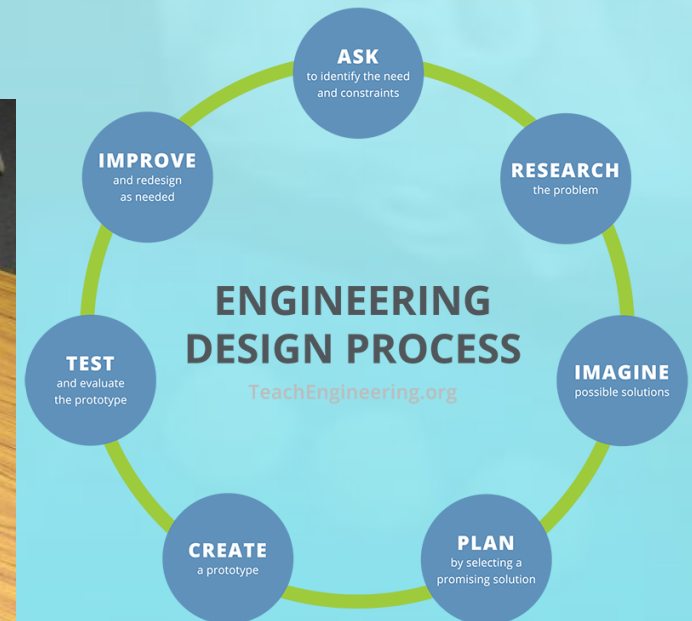 ASK
to identify the need
and constraints
RESEARCH
the problem
IMAGINE
possible solutions
PLAN
by selecting a
promising solution
CREATE
a prototype
TEST
and evaluate
the prototype
IMPROVE
and redesign
as needed
ENGINEERING
DESIGN PROCESS
TeachEngineering.org